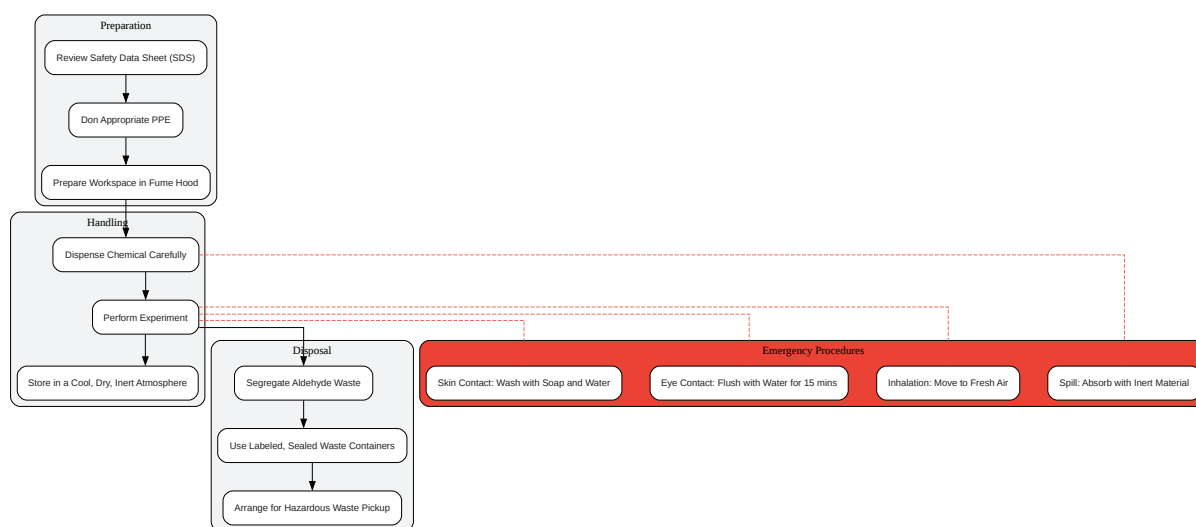 Preparation
Review Safety Data Sheet (SDS)
Don Appropriate PPE
Prepare Workspace in Fume Hood
Handling
Dispense Chemical Carefully
Perform Experiment
Store in a Cool, Dry, Inert Atmosphere
Disposal
Segregate Aldehyde Waste
Use Labeled, Sealed Waste Containers
Arrange for Hazardous Waste Pickup
Emergency Procedures
Skin Contact: Wash with Soap and Water
Eye Contact: Flush with Water for 15 mins
Inhalation: Move to Fresh Air
Spill: Absorb with Inert Material